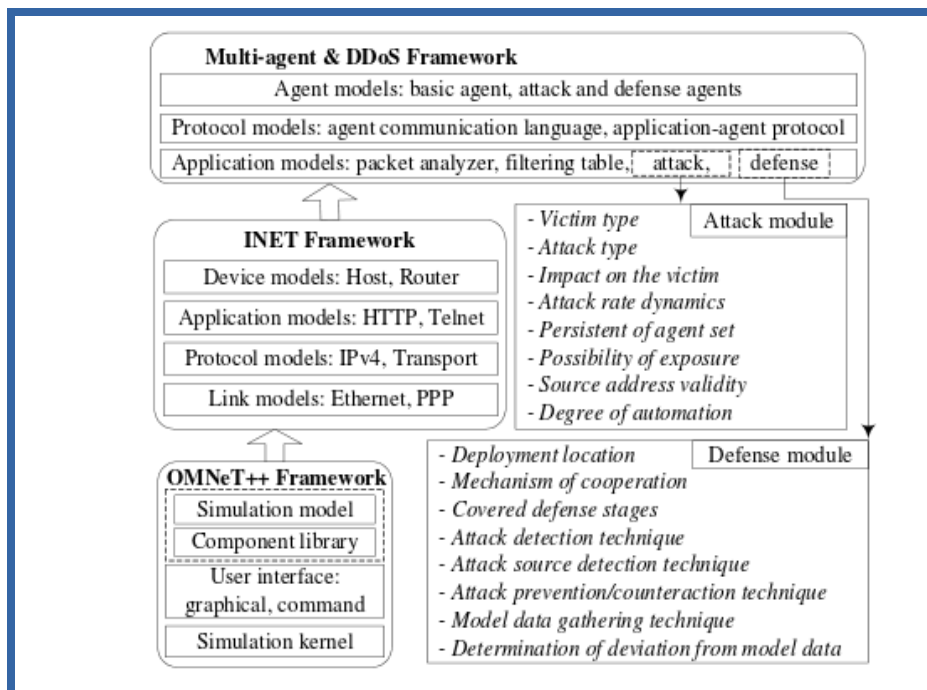 Multi-agent & DDoS Framework
Agent models: basic agent, attack and defense agents
Protocol models: agent communication language, application-agent protocol
Application models: packet analyzer, filtering table, attack, defense
INET Framework
Device models: Host, Router
Application models: HTTP, Telnet
Protocol models: IPv4, Transport
Link models: Ethernet, PPP
OMNeT++ Framework
Simulation model
Component library
User interface:
graphical, command
Simulation kernel
Attack module
- Victim type
- Attack type
- Impact on the victim
- Attack rate dynamics
- Persistent of agent set
- Possibility of exposure
- Source address validity
- Degree of automation
Defense module
- Deployment location
- Mechanism of cooperation
- Covered defense stages
- Attack detection technique
- Attack source detection technique
- Attack prevention/counteraction technique
- Model data gathering technique
- Determination of deviation from model data